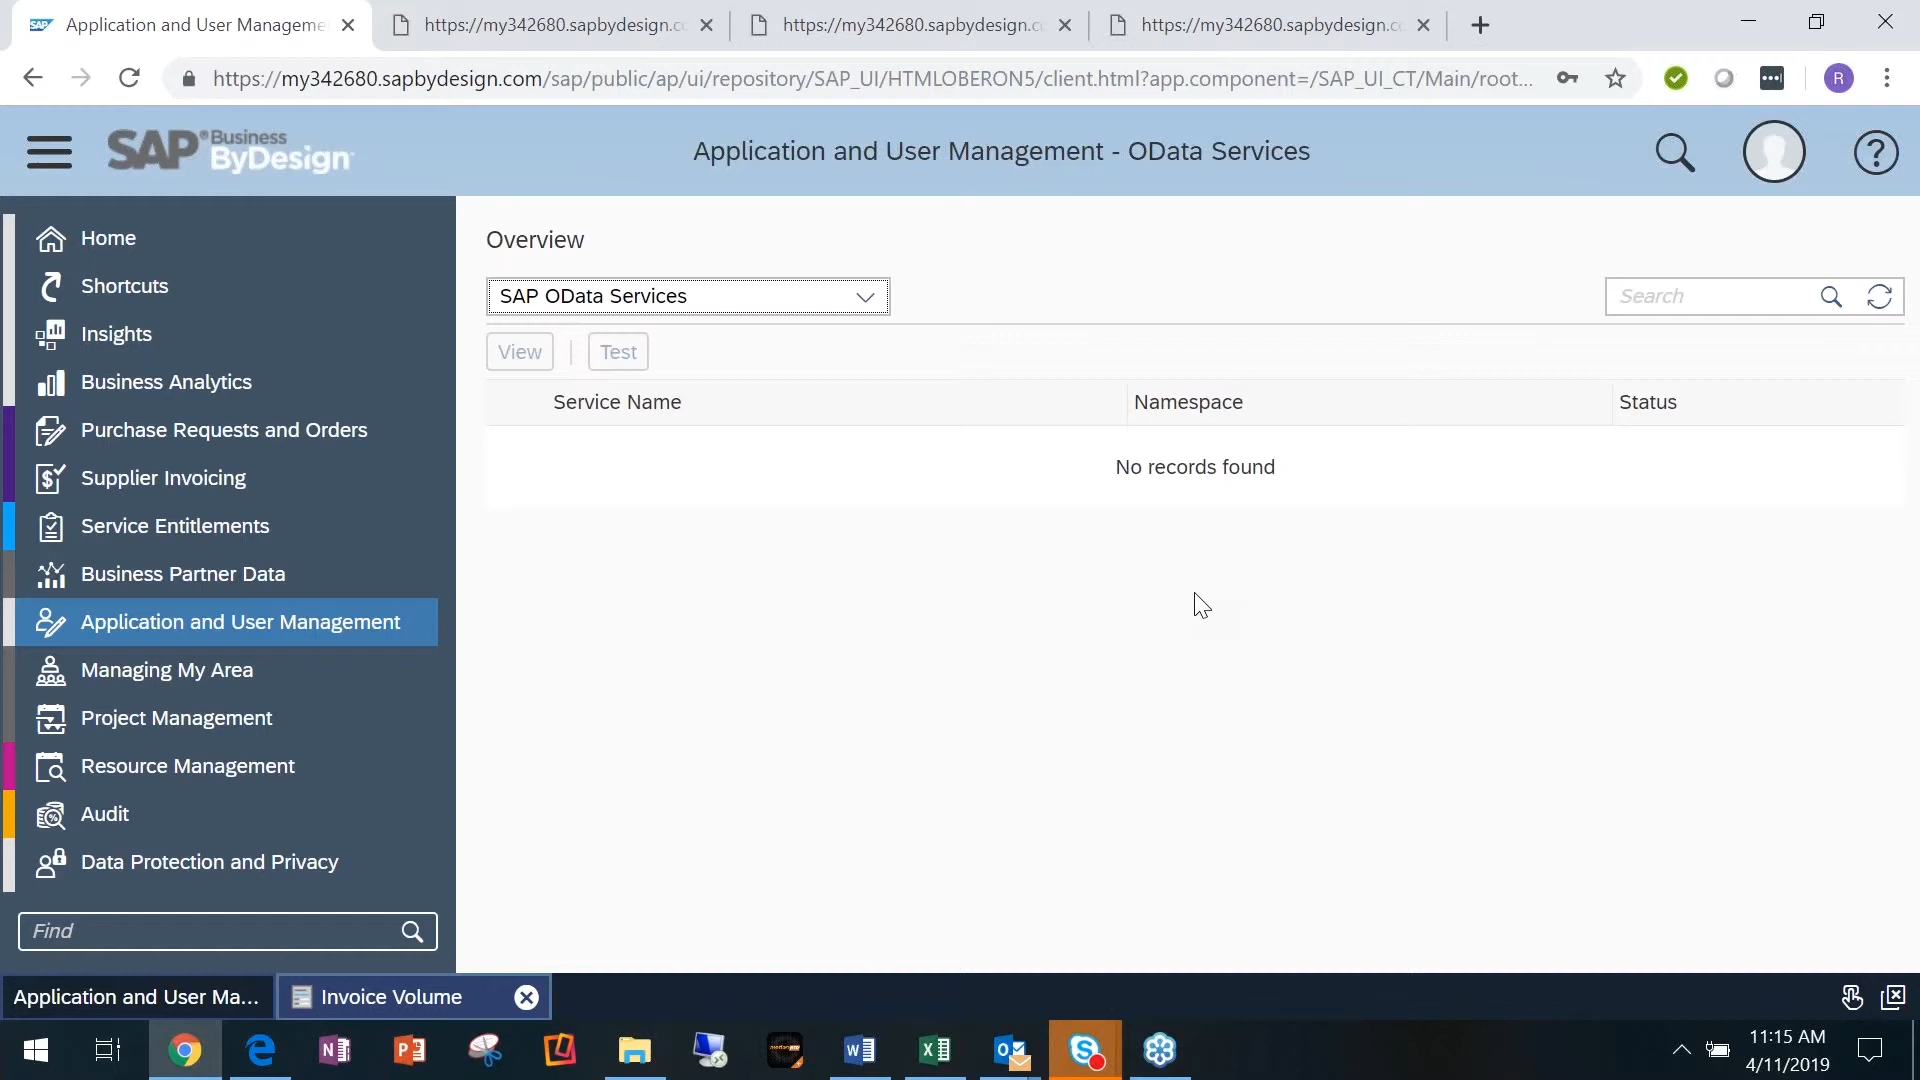 Application and User Manageme
https://my342680.sapbydesign.c
https://my342680.sapbydesign.c
https://my342680.sapbydesign.c
https://my342680.sapbydesign.com/sap/public/ap/ui/repository/SAP_UI/HTMLOBERON5/client.html?app.component=/SAP_UI_CT/Main/root...
R
SAP® Business ByDesign
Application and User Management - OData Services
?
Home
Shortcuts
Insights
Business Analytics
Purchase Requests and Orders
Supplier Invoicing
Service Entitlements
Business Partner Data
Application and User Management
Managing My Area
Project Management
Resource Management
Audit
Data Protection and Privacy
Find
Overview
SAP OData Services
Search
View | Test
Service Name Namespace Status
No records found
Application and User Ma...
Invoice Volume
11:15 AM
4/11/2019